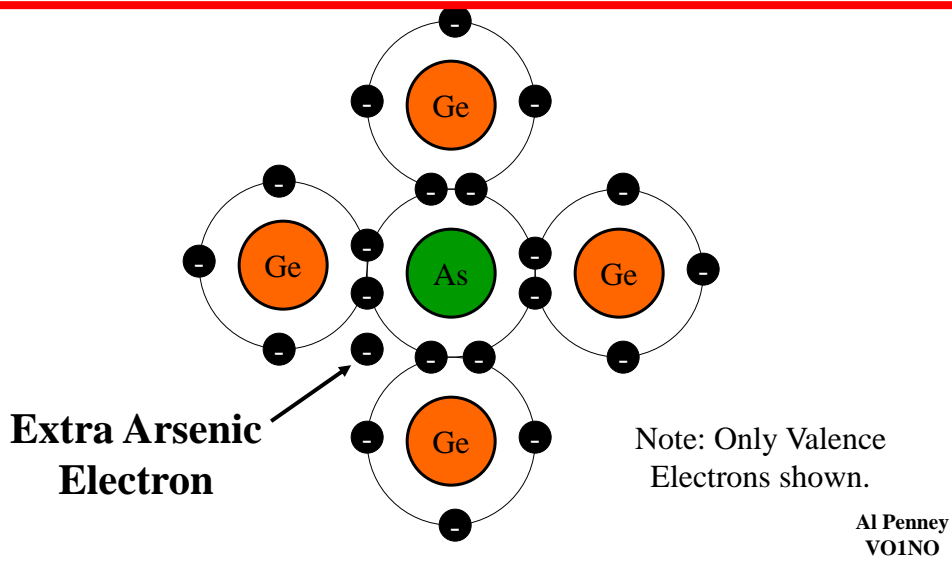 -
- Ge -
- -
- -
- Ge - As - Ge -
- -
- - - - -
Extra Arsenic
Electron
- Ge -
-
Note: Only Valence
Electrons shown.
Al Penney
VO1NO